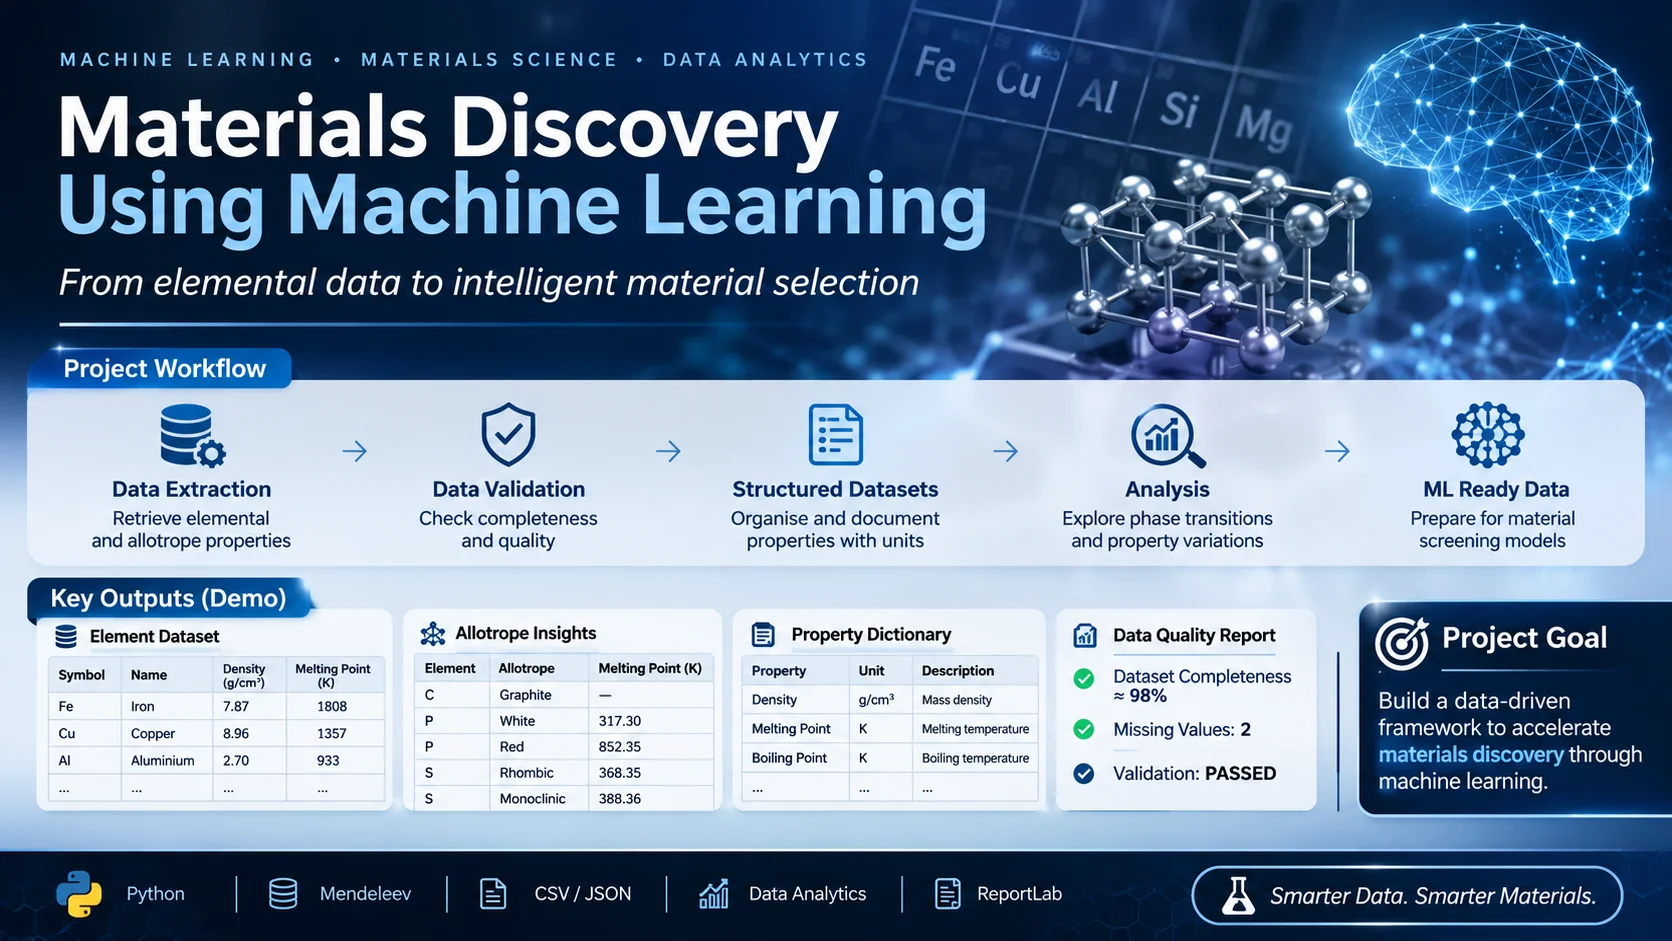 MACHINE LEARNING • MATERIALS SCIENCE • DATA ANALYTICS
Materials Discovery
Using Machine Learning
From elemental data to intelligent material selection
Fe Cu Al Si Mg
Project Workflow
Data Extraction
Retrieve elemental
and allotrope properties
Data Validation
Check completeness
and quality
Structured Datasets
Organise and document
properties with units
Analysis
Explore phase transitions
and property variations
ML Ready Data
Prepare for material
screening models
Key Outputs (Demo)
Element Dataset
Symbol Name Density (g/cm³) Melting Point (K)
Fe Iron 7.87 1808
Cu Copper 8.96 1357
Al Aluminium 2.70 933
... ... ... ...
Allotrope Insights
Element Allotrope Melting Point (K)
C Graphite —
P White 317.30
P Red 852.35
S Rhombic 368.35
S Monoclinic 388.36
Property Dictionary
Property Unit Description
Density g/cm³ Mass density
Melting Point K Melting temperature
Boiling Point K Boiling temperature
... ... ...
Data Quality Report
Dataset Completeness
≈ 98%
Missing Values: 2
Validation: PASSED
Project Goal
Build a data-driven
framework to accelerate
materials discovery through
machine learning.
Python
Mendeleev
CSV / JSON
Data Analytics
ReportLab
Smarter Data. Smarter Materials.